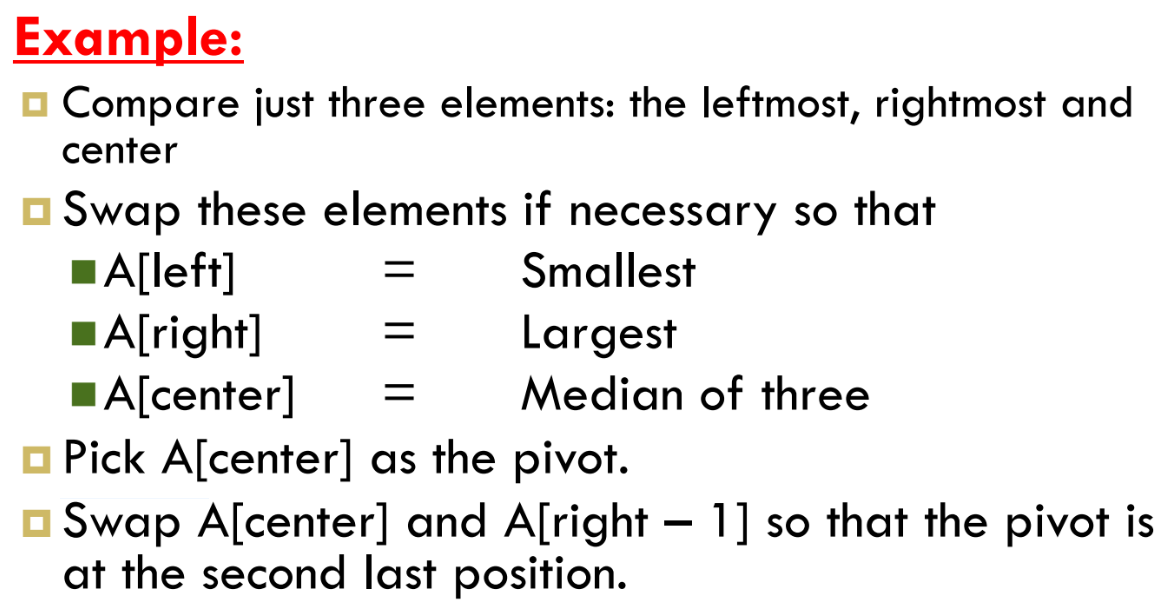 Example:
Compare just three elements: the leftmost, rightmost and
center
Swap these elements if necessary so that
A[left] = Smallest
A[right] = Largest
A[center] = Median of three
Pick A[center] as the pivot.
Swap A[center] and A[right – 1] so that the pivot is
at the second last position.